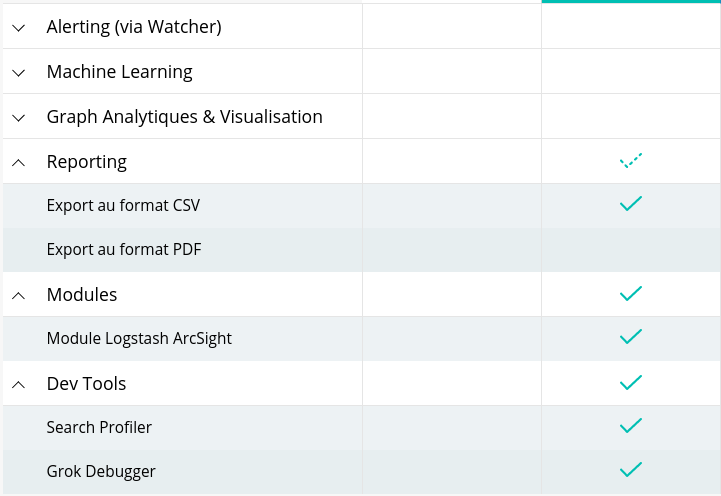 Alerting (via Watcher)
Machine Learning
Graph Analytiques & Visualisation
Reporting
Export au format CSV
Export au format PDF
Modules
Module Logstash ArcSight
Dev Tools
Search Profiler
Grok Debugger